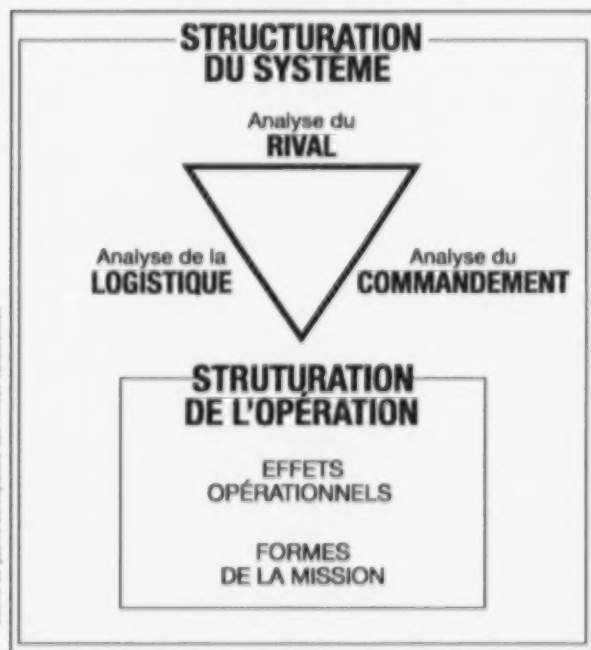 STRUCTURATION
DU SYSTÈME
Analyse du
RIVAL
Analyse de la
LOGISTIQUE
Analyse du
COMMANDEMENT
STRUTURATION
DE L'OPÉRATION
EFFETS
OPÉRATIONNELS
FORMES
DE LA MISSION